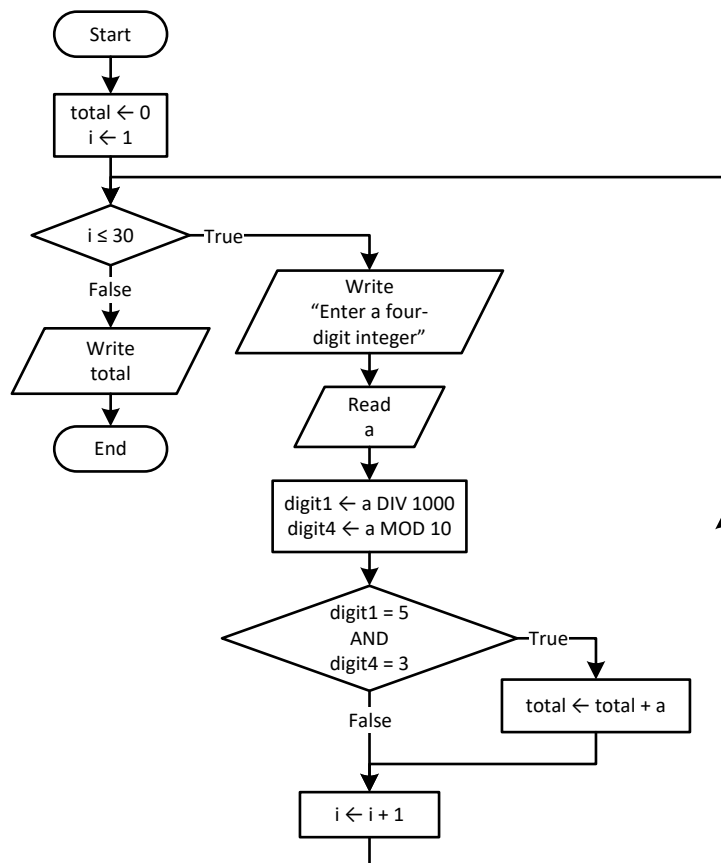 Start
total ← 0
i ← 1
i ≤ 30
True
False
Write
“Enter a four-
digit integer”
Write
total
Read
a
End
digit1 ← a DIV 1000
digit4 ← a MOD 10
digit1 = 5
AND
digit4 = 3
True
total ← total + a
False
i ← i + 1